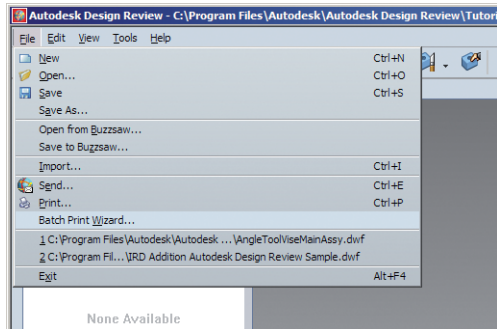 Autodesk Design Review - C:\Program Files\Autodesk\Autodesk Design Review\Tutori
File Edit View Tools Help
New Ctrl+N
Open... Ctrl+O
Save Ctrl+S
Save As...
Open from Buzzsaw...
Save to Buzzsaw...
Import... Ctrl+I
Send... Ctrl+E
Print... Ctrl+P
Batch Print Wizard...
1 C:\Program Files\Autodesk\Autodesk ...\AngleToolViseMainAssy.dwf
2 C:\Program Fil...\IRD Addition Autodesk Design Review Sample.dwf
Exit Alt+F4
None Available